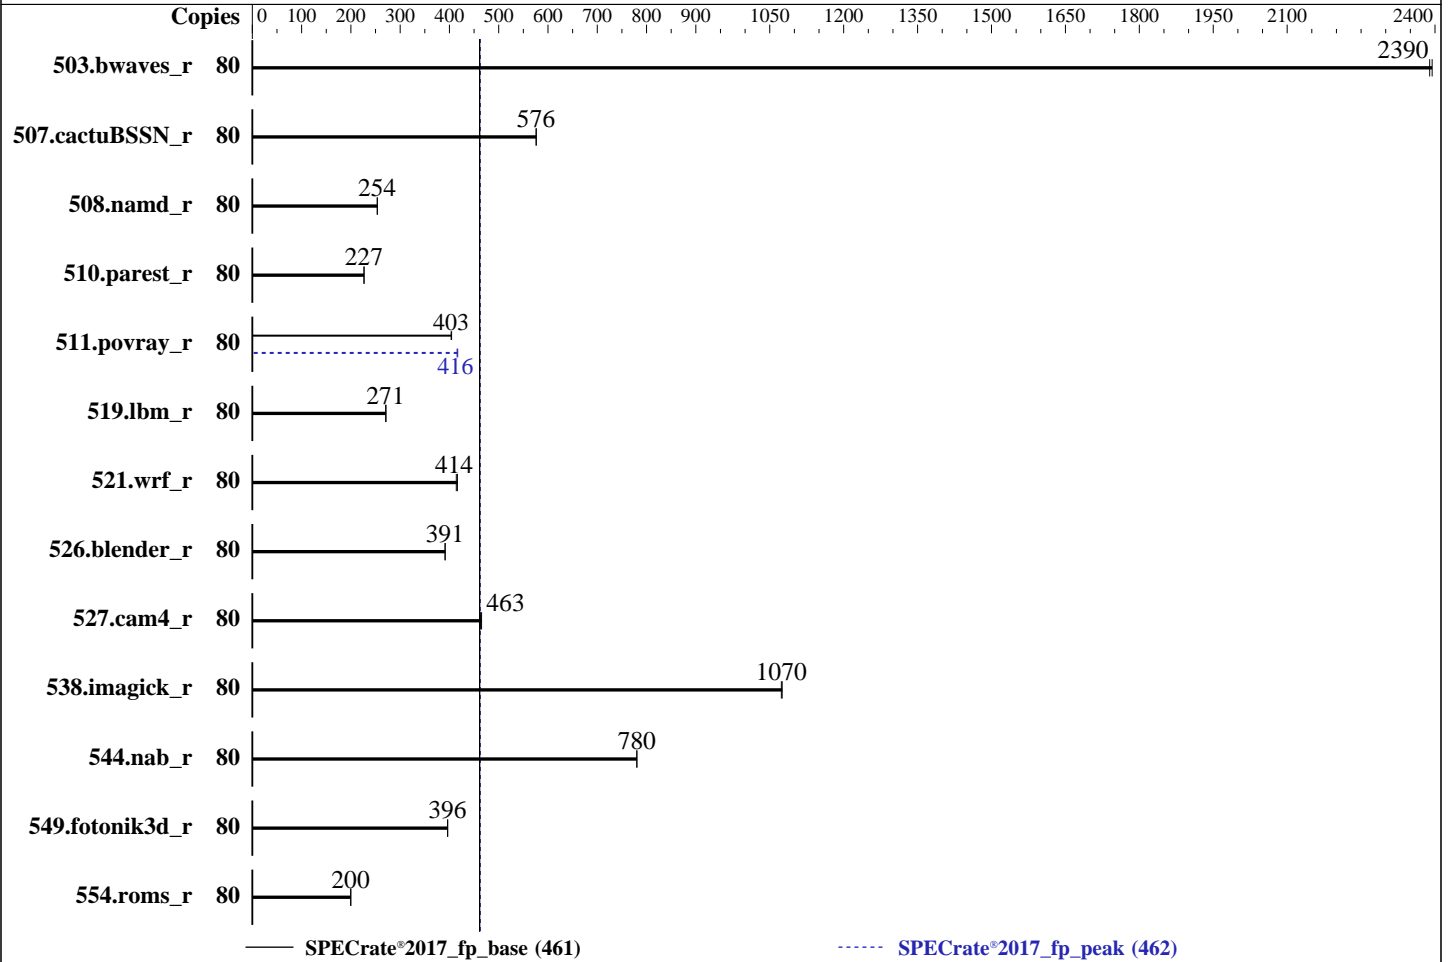 Copies 0 100 200 300 400 500 600 700 800 900 1050 1200 1350 1500 1650 1800 1950 2100 2400
503.bwaves_r 80 2390
507.cactuBSSN_r 80 576
508.namd_r 80 254
510.parest_r 80 227
511.povray_r 80 403
416
519.lbm_r 80 271
521.wrf_r 80 414
526.blender_r 80 391
527.cam4_r 80 463
538.imagick_r 80 1070
544.nab_r 80 780
549.fotonik3d_r 80 396
554.roms_r 80 200
SPECrate®2017_fp_base (461) SPECrate®2017_fp_peak (462)